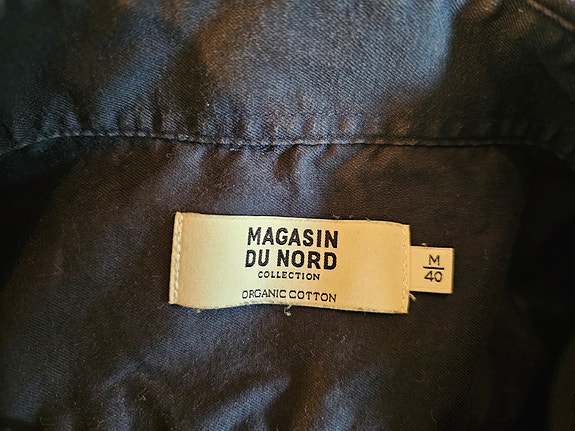 MAGASIN
DU NORD
COLLECTION
ORGANIC COTTON
M
40